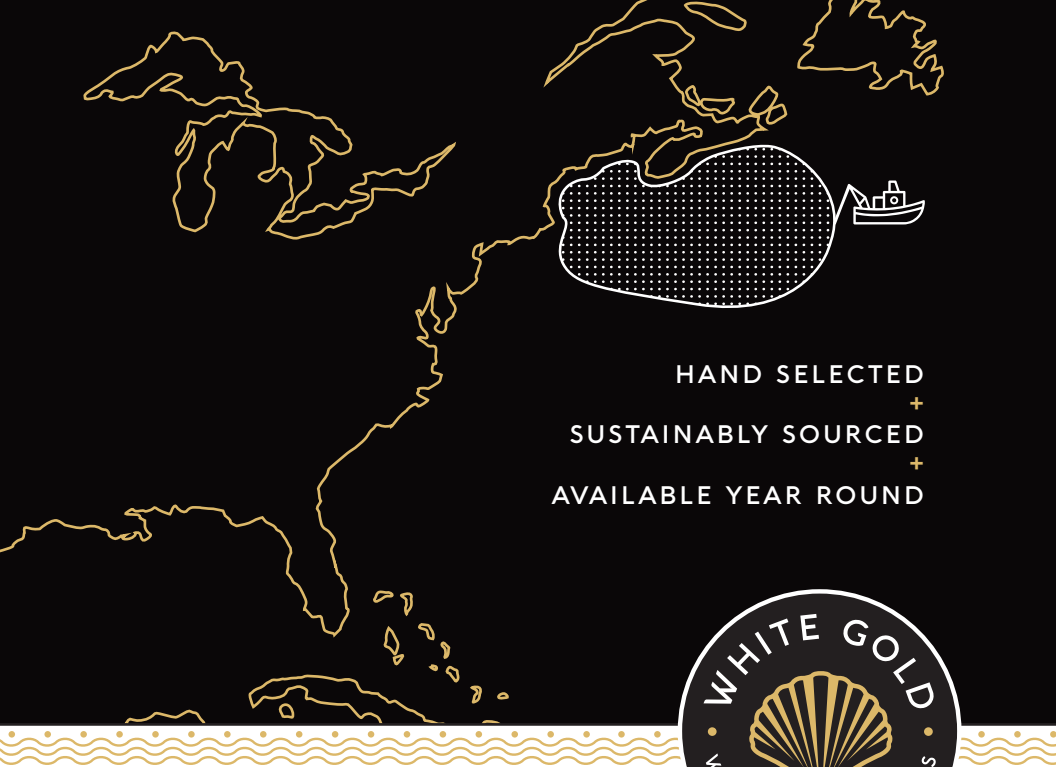 HAND SELECTED
+
SUSTAINABLY SOURCED
+
AVAILABLE YEAR ROUND
WHITE GOLD